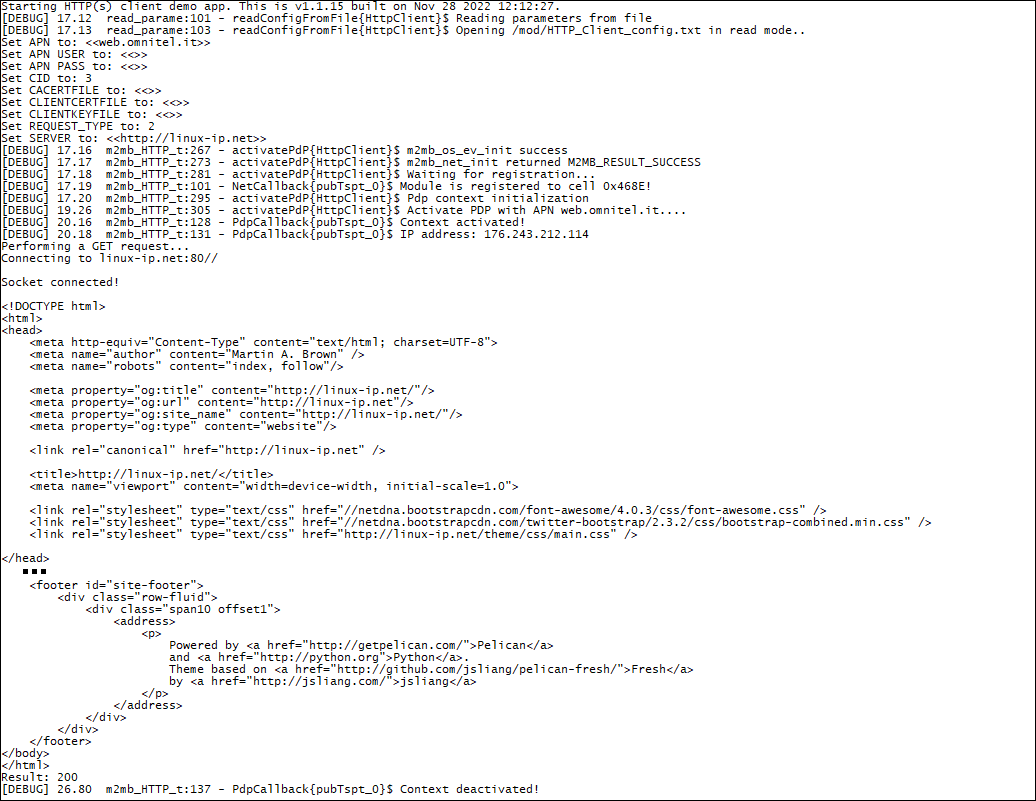 Starting HTTP(s) client demo app. This is v1.1.15 built on Nov 28 2022 12:12:27.
[DEBUG] 17.12  read_parame:101 - readConfigFromFile{HttpClient}$ Reading parameters from file
[DEBUG] 17.13  read_parame:103 - readConfigFromFile{HttpClient}$ Opening /mod/HTTP_Client_config.txt in read mode..
Set APN to: <<web.omnitel.it>>
Set APN USER to: <<>>
Set APN PASS to: <<>>
Set CID to: 3
Set CACERTFILE to: <<>>
Set CLIENTCERTFILE to: <<>>
Set CLIENTKEYFILE to: <<>>
Set REQUEST_TYPE to: 2
Set SERVER to: <<http://linux-ip.net>>
[DEBUG] 17.16  m2mb_HTTP_t:267 - activatePdP{HttpClient}$ m2mb_os_ev_init success
[DEBUG] 17.17  m2mb_HTTP_t:273 - activatePdP{HttpClient}$ m2mb_net_init returned M2MB_RESULT_SUCCESS
[DEBUG] 17.18  m2mb_HTTP_t:281 - activatePdP{HttpClient}$ Waiting for registration...
[DEBUG] 17.19  m2mb_HTTP_t:101 - NetCallback{pubTspt_0}$ Module is registered to cell 0x468E!
[DEBUG] 17.20  m2mb_HTTP_t:295 - activatePdP{HttpClient}$ Pdp context initialization
[DEBUG] 19.26  m2mb_HTTP_t:305 - activatePdP{HttpClient}$ Activate PDP with APN web.omnitel.it....
[DEBUG] 20.16  m2mb_HTTP_t:128 - PdpCallback{pubTspt_0}$ Context activated!
[DEBUG] 20.18  m2mb_HTTP_t:131 - PdpCallback{pubTspt_0}$ IP address: 176.243.212.114
Performing a GET request...
Connecting to linux-ip.net:80//

Socket connected!

<!DOCTYPE html>
<html>
<head>
    <meta http-equiv="Content-Type" content="text/html; charset=UTF-8">
    <meta name="author" content="Martin A. Brown" />
    <meta name="robots" content="index, follow"/>

    <meta property="og:title" content="http://linux-ip.net/"/>
    <meta property="og:url" content="http://linux-ip.net"/>
    <meta property="og:site_name" content="http://linux-ip.net/"/>
    <meta property="og:type" content="website"/>

    <link rel="canonical" href="http://linux-ip.net" />

    <title>http://linux-ip.net/</title>
    <meta name="viewport" content="width=device-width, initial-scale=1.0">

    <link rel="stylesheet" type="text/css" href="//netdna.bootstrapcdn.com/font-awesome/4.0.3/css/font-awesome.css" />
    <link rel="stylesheet" type="text/css" href="//netdna.bootstrapcdn.com/twitter-bootstrap/2.3.2/css/bootstrap-combined.min.css" />
    <link rel="stylesheet" type="text/css" href="http://linux-ip.net/theme/css/main.css" />

</head>
...
    <footer id="site-footer">
        <div class="row-fluid">
            <div class="span10 offset1">
                <address>
                    <p>
                        Powered by <a href="http://getpelican.com/">Pelican</a>
                        and <a href="http://python.org">Python</a>.
                        Theme based on <a href="http://github.com/jsliang/pelican-fresh/">Fresh</a>
                        by <a href="http://jsliang.com/">jsliang</a>
                    </p>
                </address>
            </div>
        </div>
    </footer>
</body>
</html>
Result: 200
[DEBUG] 26.80  m2mb_HTTP_t:137 - PdpCallback{pubTspt_0}$ Context deactivated!